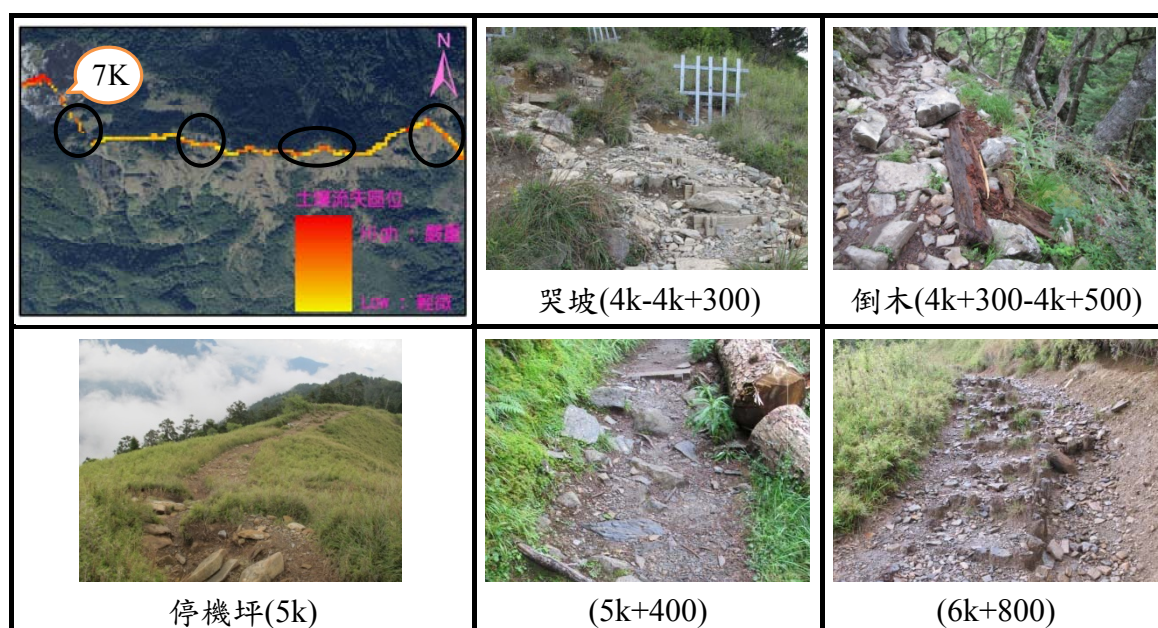 7K
N
土壤流失區位
High : 嚴重
Low : 輕微
哭坡(4k-4k+300)
倒木(4k+300-4k+500)
停機坪(5k)
(5k+400)
(6k+800)